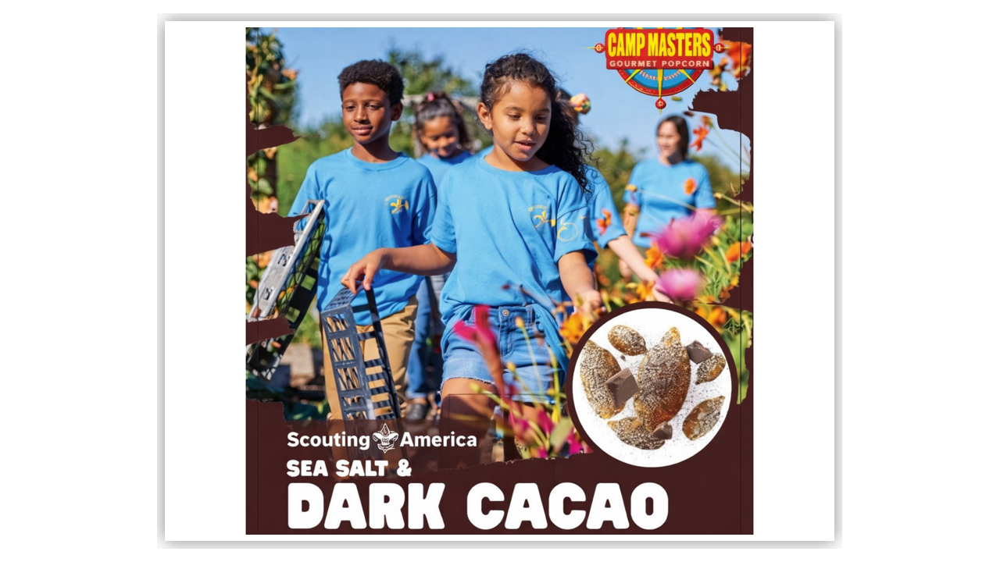 CAMP MASTERS
GOURMET POPCORN
Scouting America
SEA SALT &
DARK CACAO